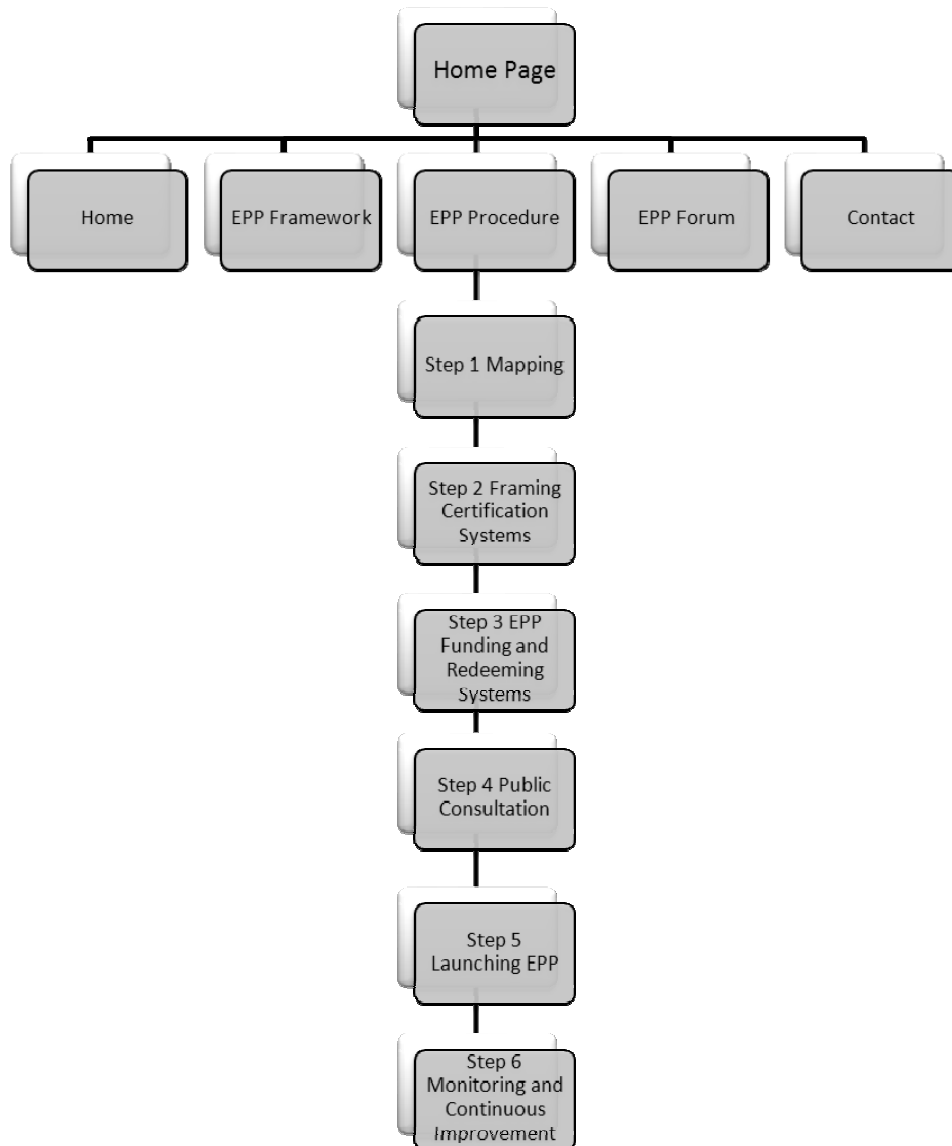 Home Page
Home
EPP Framework
EPP Procedure
EPP Forum
Contact
Step 1 Mapping
Step 2 Framing
Certification
Systems
Step 3 EPP
Funding and
Redeeming
Systems
Step 4 Public
Consultation
Step 5
Launching EPP
Step 6
Monitoring and
Continuous
Improvement